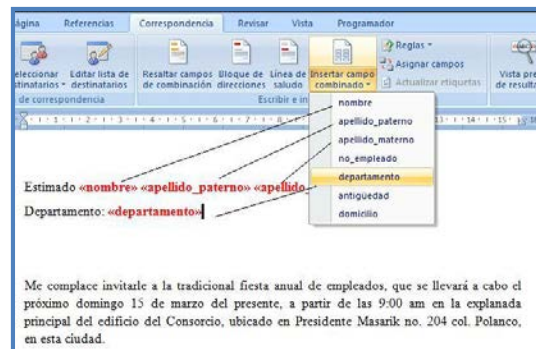 ágina Referencias Correspondencia Revisar Vista Programador
eleccionar Editar lista de Resaltar campos Bloque de Línea de Insertar campo Reglas
stinatarios destinatarios de combinación direcciones saludo combinado Asignar campos
Actualizar etiquetas
Vista pre
de resulta
de correspondencia Escribir e in
nombre
apellido_paterno
apellido_materno
no_empleado
departamento
antigüedad
domicilio
Estimado «nombre» «apellido_paterno» «apellido
Departamento: «departamento»
Me complace invitarle a la tradicional fiesta anual de empleados, que se llevará a cabo el
próximo domingo 15 de marzo del presente, a partir de las 9:00 am en la explanada
principal del edificio del Consorcio, ubicado en Presidente Masarik no. 204 col. Polanco,
en esta ciudad.